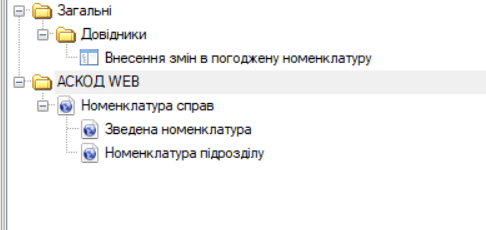 Загальні
Довідники
Внесення змін в погоджену номенклатуру
АСКОД WEB
Номенклатура справ
Зведена номенклатура
Номенклатура підрозділу